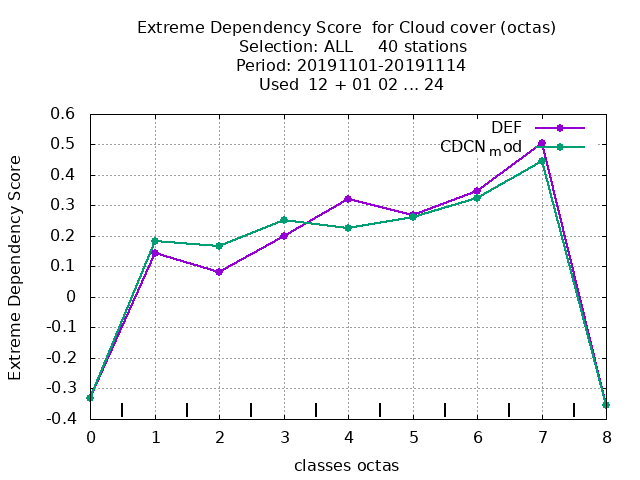 Extreme Dependency Score  for Cloud cover (octas)
Selection: ALL     40 stations
Period: 20191101-20191114
Used  12 + 01 02 ... 24
DEF
CDCN_mod
Extreme Dependency Score
0.6
0.5
0.4
0.3
0.2
0.1
0
-0.1
-0.2
-0.3
-0.4
0 1 2 3 4 5 6 7 8
classes octas